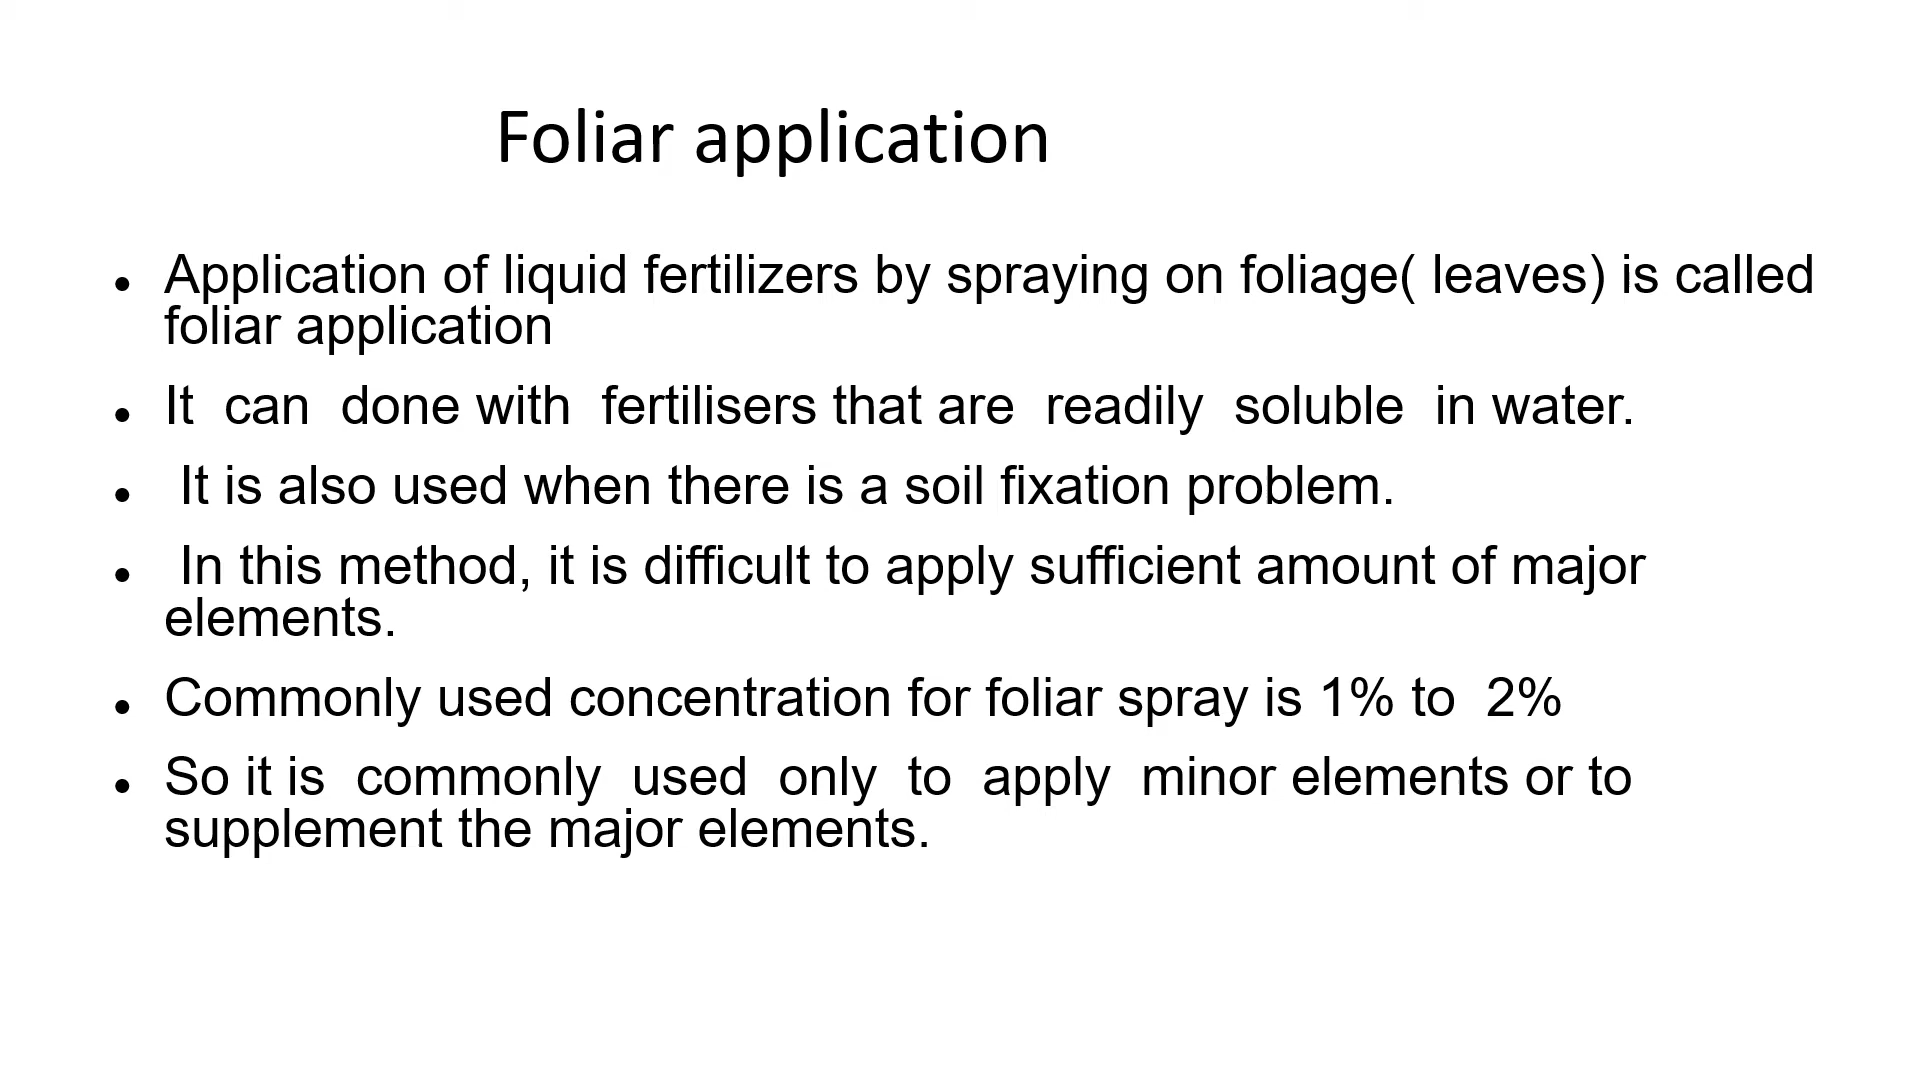 Foliar application
• Application of liquid fertilizers by spraying on foliage( leaves) is called
foliar application
• It  can  done with  fertilisers that are  readily  soluble  in water.
•  It is also used when there is a soil fixation problem.
•  In this method, it is difficult to apply sufficient amount of major
elements.
• Commonly used concentration for foliar spray is 1% to  2%
• So it is  commonly  used  only  to  apply  minor elements or to
supplement the major elements.